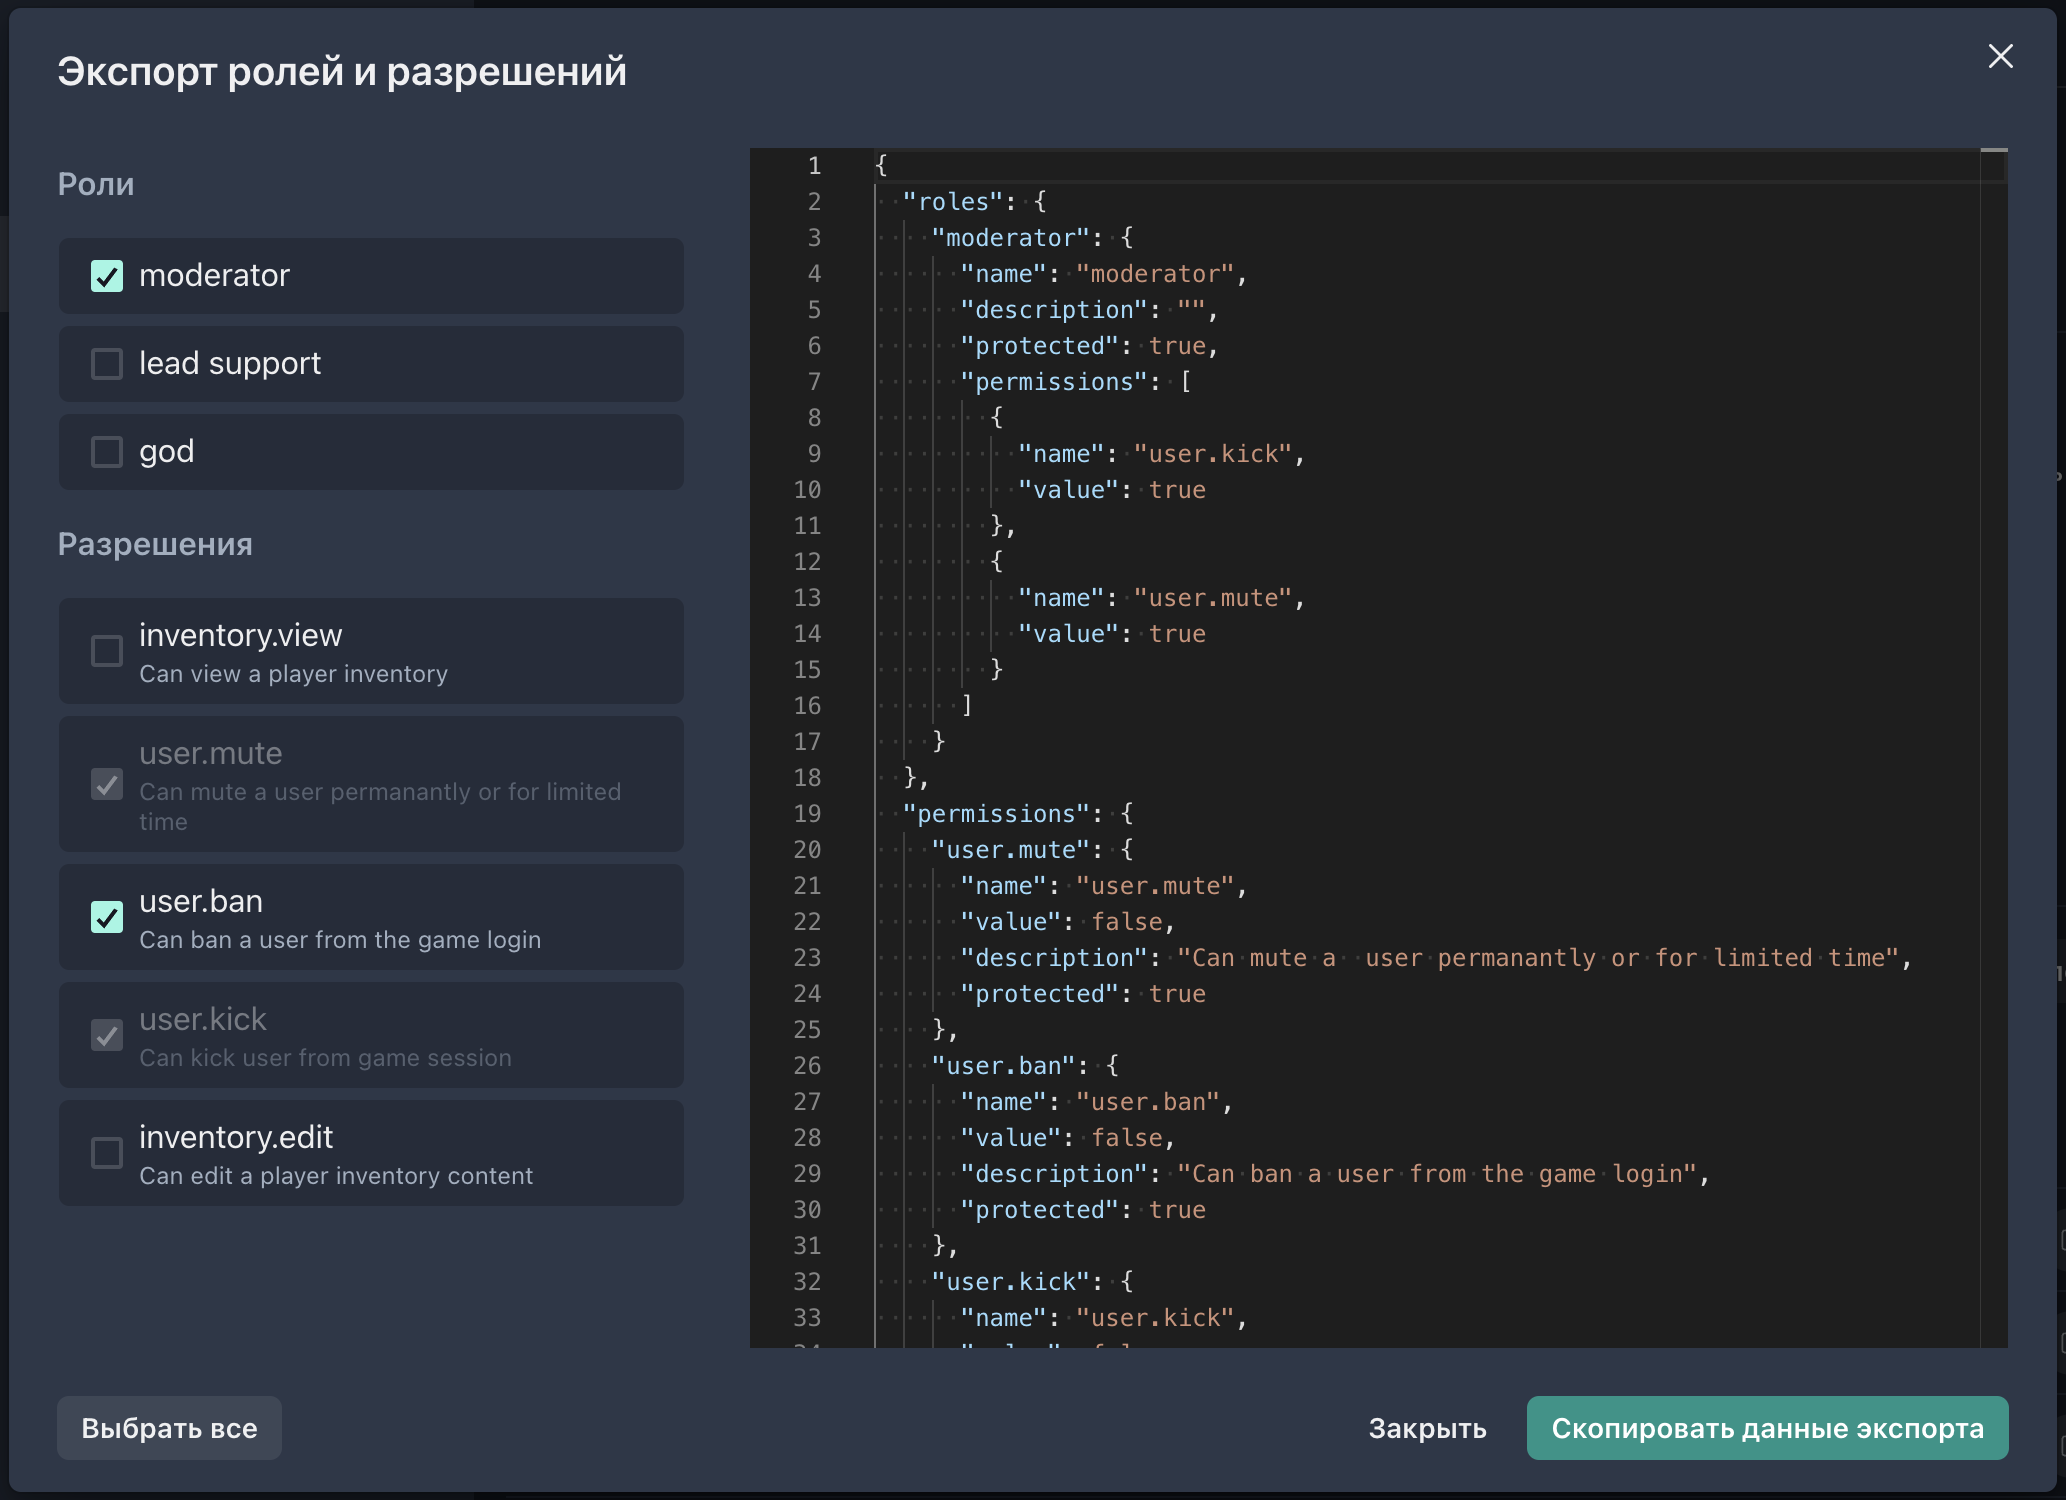 Экспорт ролей и разрешений
Роли
moderator
lead support
god
Разрешения
inventory.view
Can view a player inventory
user.mute
Can mute a user permanantly or for limited
time
user.ban
Can ban a user from the game login
user.kick
Can kick user from game session
inventory.edit
Can edit a player inventory content
1 {
2 "roles": {
3 "moderator": {
4 "name": "moderator",
5 "description": "",
6 "protected": true,
7 "permissions": [
8 {
9 "name": "user.kick",
10 "value": true
11 },
12 {
13 "name": "user.mute",
14 "value": true
15 }
16 ]
17 }
18 },
19 "permissions": {
20 "user.mute": {
21 "name": "user.mute",
22 "value": false,
23 "description": "Can mute a  user permanantly or for limited time",
24 "protected": true
25 },
26 "user.ban": {
27 "name": "user.ban",
28 "value": false,
29 "description": "Can ban a user from the game login",
30 "protected": true
31 },
32 "user.kick": {
33 "name": "user.kick",
Выбрать все
Закрыть
Скопировать данные экспорта